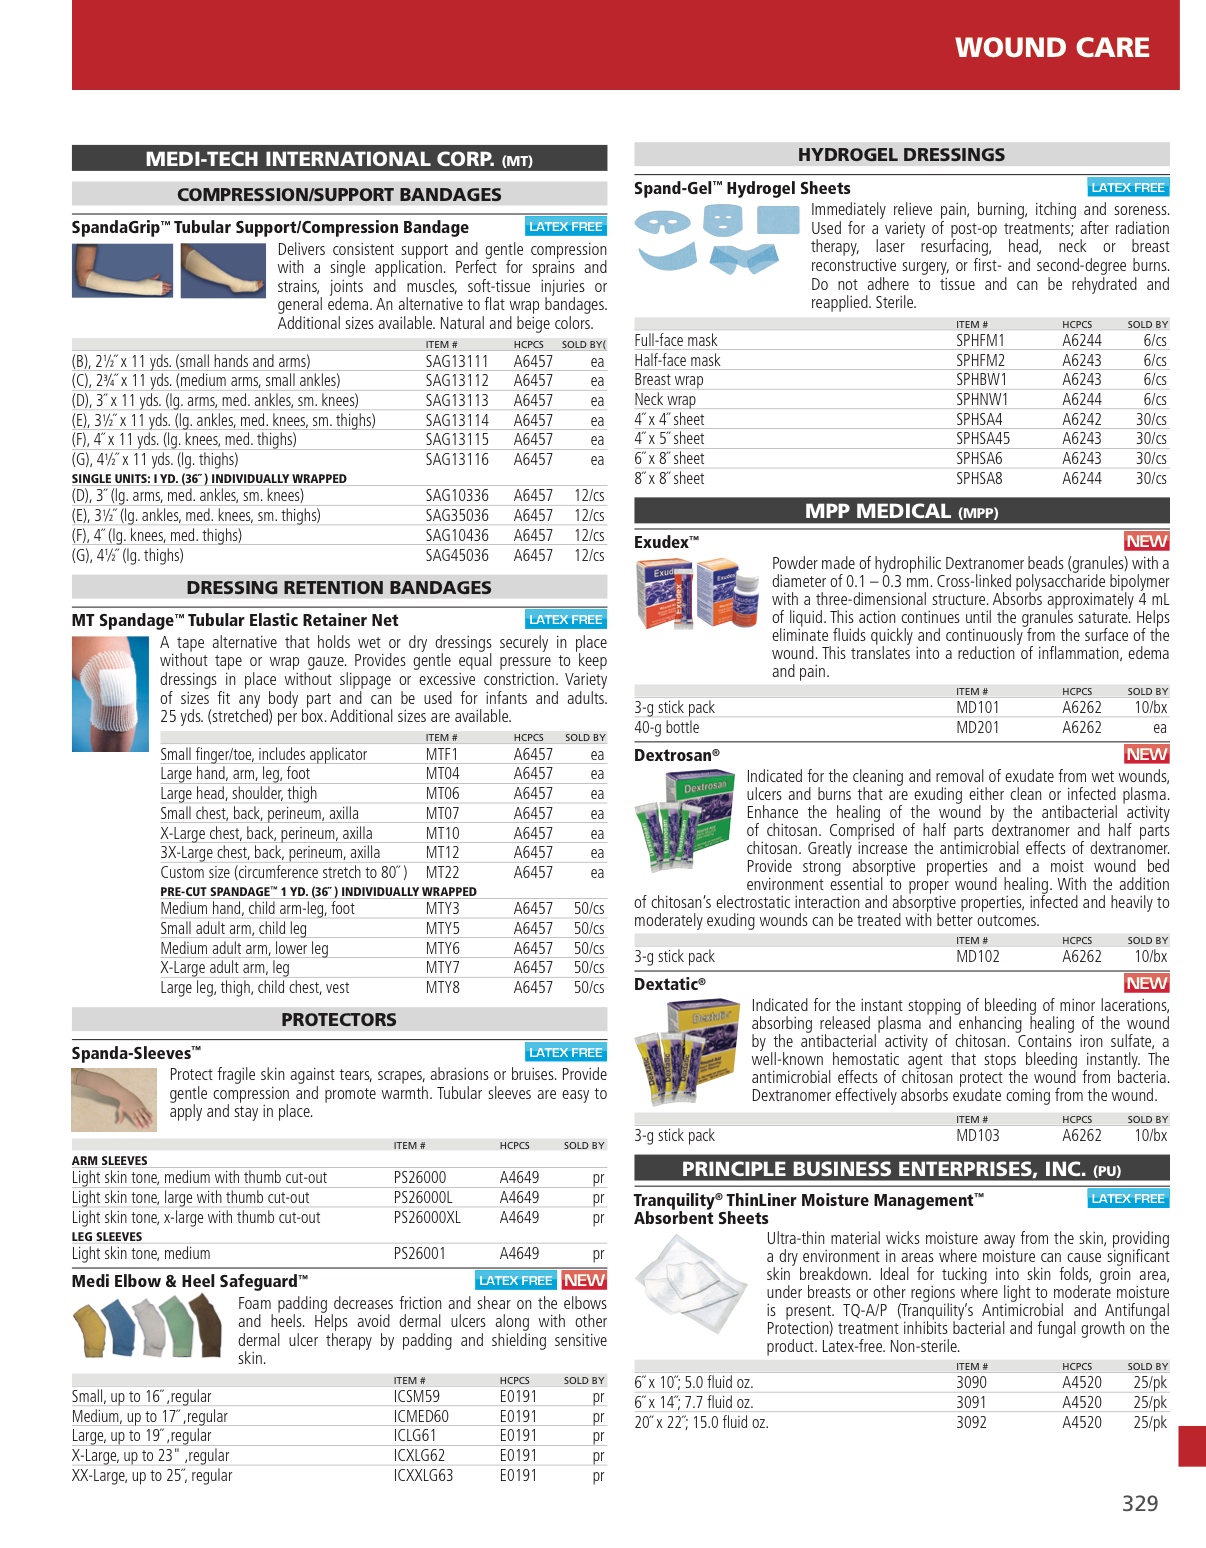 WOUND CARE
MEDI-TECH INTERNATIONAL CORP. (MT)
COMPRESSION/SUPPORT BANDAGES
SpandaGrip™ Tubular Support/Compression Bandage LATEX FREE
Delivers consistent support and gentle compression
with a single application. Perfect for sprains and
strains, joints and muscles, soft-tissue injuries or
general edema. An alternative to flat wrap bandages.
Additional sizes available. Natural and beige colors.
ITEM # HCPCS SOLD BY(
(B), 2½˝ x 11 yds. (small hands and arms) SAG13111 A6457 ea
(C), 2¾˝ x 11 yds. (medium arms, small ankles) SAG13112 A6457 ea
(D), 3˝ x 11 yds. (lg. arms, med. ankles, sm. knees) SAG13113 A6457 ea
(E), 3½˝ x 11 yds. (lg. ankles, med. knees, sm. thighs) SAG13114 A6457 ea
(F), 4˝ x 11 yds. (lg. knees, med. thighs) SAG13115 A6457 ea
(G), 4½˝ x 11 yds. (lg. thighs) SAG13116 A6457 ea
SINGLE UNITS: I YD. (36˝ ) INDIVIDUALLY WRAPPED
(D), 3˝ (lg. arms, med. ankles, sm. knees) SAG10336 A6457 12/cs
(E), 3½˝ (lg. ankles, med. knees, sm. thighs) SAG35036 A6457 12/cs
(F), 4˝ (lg. knees, med. thighs) SAG10436 A6457 12/cs
(G), 4½˝ (lg. thighs) SAG45036 A6457 12/cs
DRESSING RETENTION BANDAGES
MT Spandage™ Tubular Elastic Retainer Net LATEX FREE
A tape alternative that holds wet or dry dressings securely in place
without tape or wrap gauze. Provides gentle equal pressure to keep
dressings in place without slippage or excessive constriction. Variety
of sizes fit any body part and can be used for infants and adults.
25 yds. (stretched) per box. Additional sizes are available.
ITEM # HCPCS SOLD BY
Small finger/toe, includes applicator MTF1 A6457 ea
Large hand, arm, leg, foot MT04 A6457 ea
Large head, shoulder, thigh MT06 A6457 ea
Small chest, back, perineum, axilla MT07 A6457 ea
X-Large chest, back, perineum, axilla MT10 A6457 ea
3X-Large chest, back, perineum, axilla MT12 A6457 ea
Custom size (circumference stretch to 80˝ ) MT22 A6457 ea
PRE-CUT SPANDAGE™ 1 YD. (36˝ ) INDIVIDUALLY WRAPPED
Medium hand, child arm-leg, foot MTY3 A6457 50/cs
Small adult arm, child leg MTY5 A6457 50/cs
Medium adult arm, lower leg MTY6 A6457 50/cs
X-Large adult arm, leg MTY7 A6457 50/cs
Large leg, thigh, child chest, vest MTY8 A6457 50/cs
PROTECTORS
Spanda-Sleeves™ LATEX FREE
Protect fragile skin against tears, scrapes, abrasions or bruises. Provide
gentle compression and promote warmth. Tubular sleeves are easy to
apply and stay in place.
ITEM # HCPCS SOLD BY
ARM SLEEVES
Light skin tone, medium with thumb cut-out PS26000 A4649 pr
Light skin tone, large with thumb cut-out PS26000L A4649 pr
Light skin tone, x-large with thumb cut-out PS26000XL A4649 pr
LEG SLEEVES
Light skin tone, medium PS26001 A4649 pr
Medi Elbow & Heel Safeguard™ LATEX FREE NEW
Foam padding decreases friction and shear on the elbows
and heels. Helps avoid dermal ulcers along with other
dermal ulcer therapy by padding and shielding sensitive
skin.
ITEM # HCPCS SOLD BY
Small, up to 16˝ ,regular ICSM59 E0191 pr
Medium, up to 17˝ ,regular ICMED60 E0191 pr
Large, up to 19˝ ,regular ICLG61 E0191 pr
X-Large, up to 23" ,regular ICXLG62 E0191 pr
XX-Large, up to 25˝, regular ICXXLG63 E0191 pr
HYDROGEL DRESSINGS
Spand-Gel™ Hydrogel Sheets LATEX FREE
Immediately relieve pain, burning, itching and soreness.
Used for a variety of post-op treatments; after radiation
therapy, laser resurfacing, head, neck or breast
reconstructive surgery, or first- and second-degree burns.
Do not adhere to tissue and can be rehydrated and
reapplied. Sterile.
ITEM # HCPCS SOLD BY
Full-face mask SPHFM1 A6244 6/cs
Half-face mask SPHFM2 A6243 6/cs
Breast wrap SPHBW1 A6243 6/cs
Neck wrap SPHNW1 A6244 6/cs
4˝ x 4˝ sheet SPHSA4 A6242 30/cs
4˝ x 5˝ sheet SPHSA45 A6243 30/cs
6˝ x 8˝ sheet SPHSA6 A6243 30/cs
8˝ x 8˝ sheet SPHSA8 A6244 30/cs
MPP MEDICAL (MPP)
Exudex™ NEW
Powder made of hydrophilic Dextranomer beads (granules) with a
diameter of 0.1 – 0.3 mm. Cross-linked polysaccharide bipolymer
with a three-dimensional structure. Absorbs approximately 4 mL
of liquid. This action continues until the granules saturate. Helps
eliminate fluids quickly and continuously from the surface of the
wound. This translates into a reduction of inflammation, edema
and pain.
ITEM # HCPCS SOLD BY
3-g stick pack MD101 A6262 10/bx
40-g bottle MD201 A6262 ea
Dextrosan® NEW
Dextrosan
Indicated for the cleaning and removal of exudate from wet wounds,
ulcers and burns that are exuding either clean or infected plasma.
Enhance the healing of the wound by the antibacterial activity
of chitosan. Comprised of half parts dextranomer and half parts
chitosan. Greatly increase the antimicrobial effects of dextranomer.
Provide strong absorptive properties and a moist wound bed
environment essential to proper wound healing. With the addition
of chitosan’s electrostatic interaction and absorptive properties, infected and heavily to
moderately exuding wounds can be treated with better outcomes.
ITEM # HCPCS SOLD BY
3-g stick pack MD102 A6262 10/bx
Dextatic® NEW
Indicated for the instant stopping of bleeding of minor lacerations,
absorbing released plasma and enhancing healing of the wound
by the antibacterial activity of chitosan. Contains iron sulfate, a
well-known hemostatic agent that stops bleeding instantly. The
antimicrobial effects of chitosan protect the wound from bacteria.
Dextranomer effectively absorbs exudate coming from the wound.
ITEM # HCPCS SOLD BY
3-g stick pack MD103 A6262 10/bx
PRINCIPLE BUSINESS ENTERPRISES, INC. (PU)
Tranquility® ThinLiner Moisture Management™ LATEX FREE
Absorbent Sheets
Ultra-thin material wicks moisture away from the skin, providing
a dry environment in areas where moisture can cause significant
skin breakdown. Ideal for tucking into skin folds, groin area,
under breasts or other regions where light to moderate moisture
is present. TQ-A/P (Tranquility’s Antimicrobial and Antifungal
Protection) treatment inhibits bacterial and fungal growth on the
product. Latex-free. Non-sterile.
ITEM # HCPCS SOLD BY
6˝ x 10˝; 5.0 fluid oz. 3090 A4520 25/pk
6˝ x 14˝; 7.7 fluid oz. 3091 A4520 25/pk
20˝ x 22˝; 15.0 fluid oz. 3092 A4520 25/pk
329